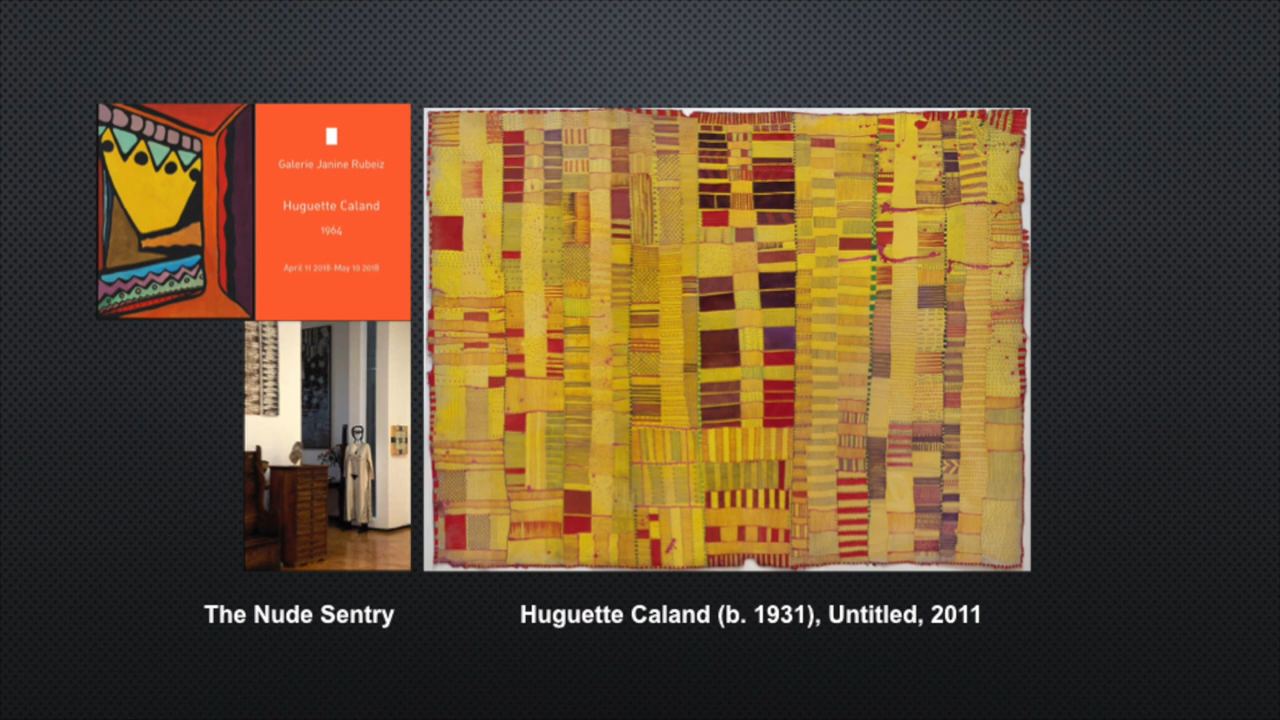 Galerie Janine Rubeiz
Huguette Caland
1964
April 11 2018-May 10 2018
The Nude Sentry
Huguette Caland (b. 1931), Untitled, 2011